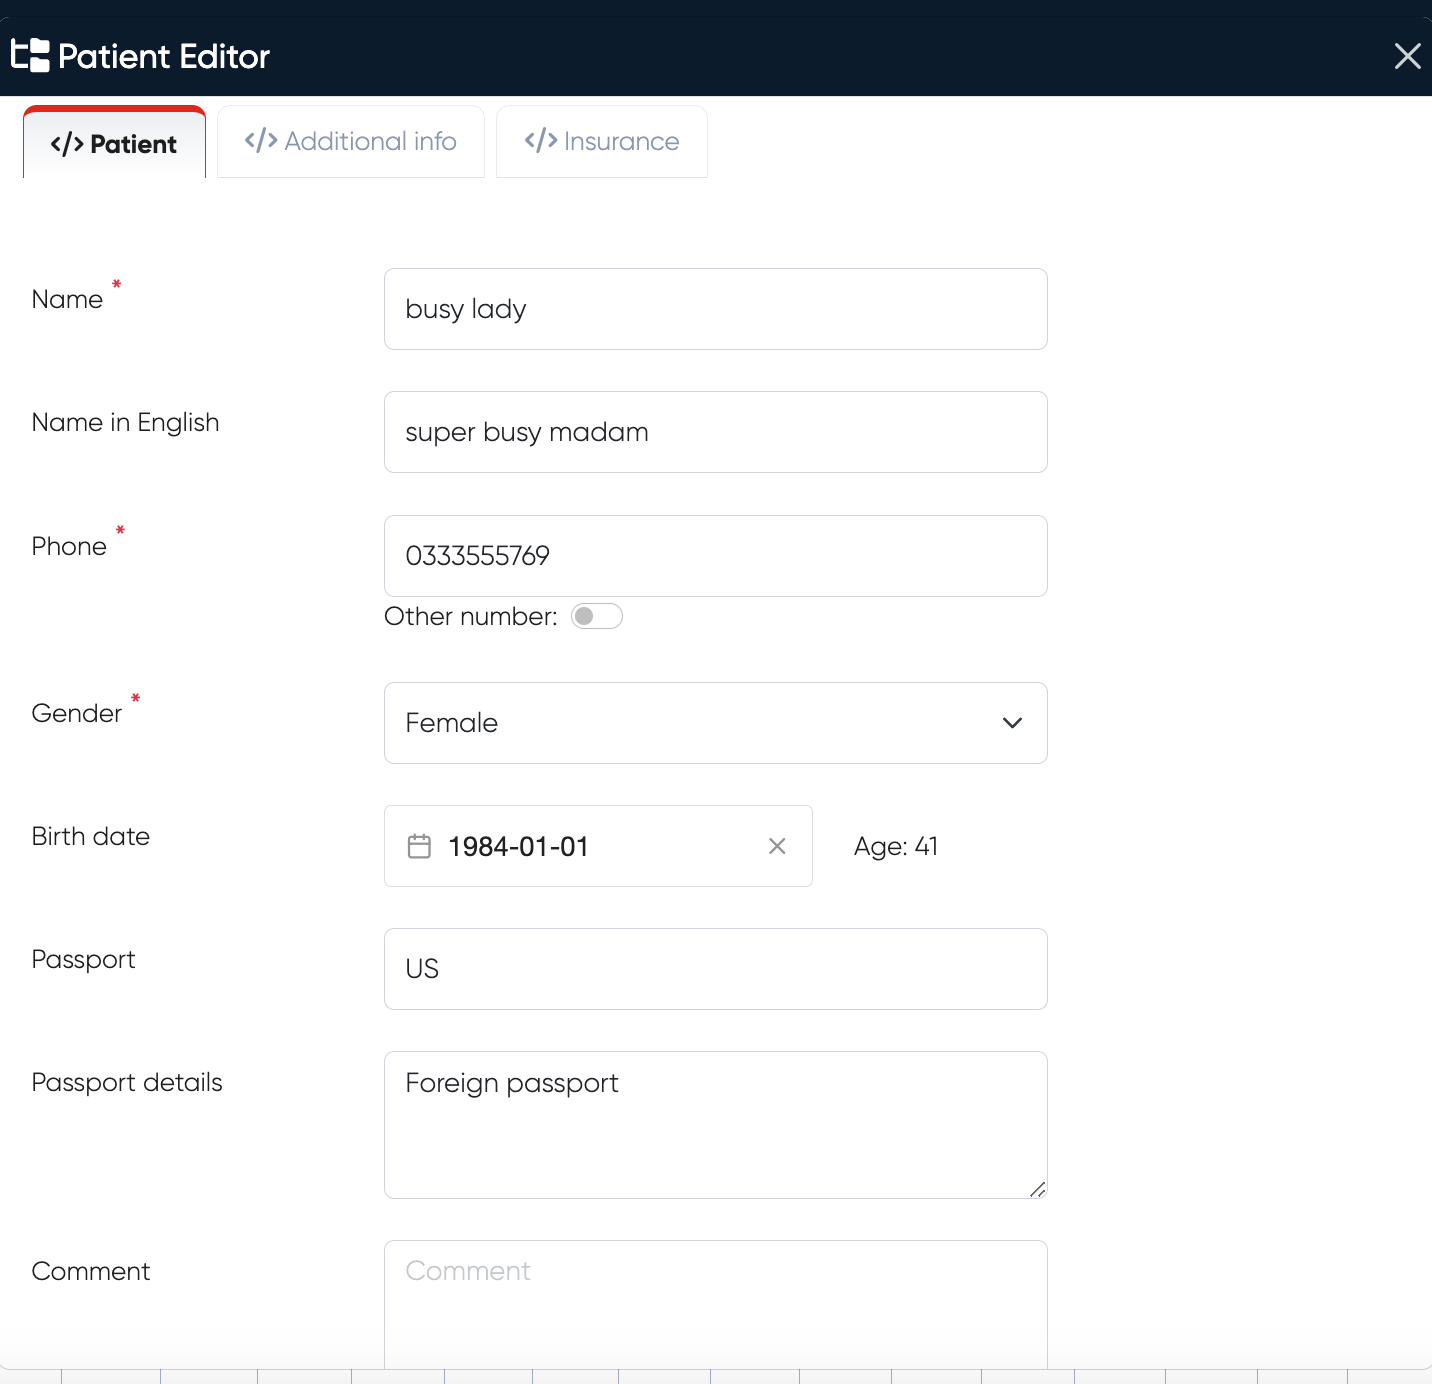 Patient Editor
</> Patient
</> Additional info
</> Insurance
Name *
busy lady
Name in English
super busy madam
Phone *
0333555769
Other number:
Gender *
Female
Birth date
1984-01-01
Age: 41
Passport
US
Passport details
Foreign passport
Comment
Comment